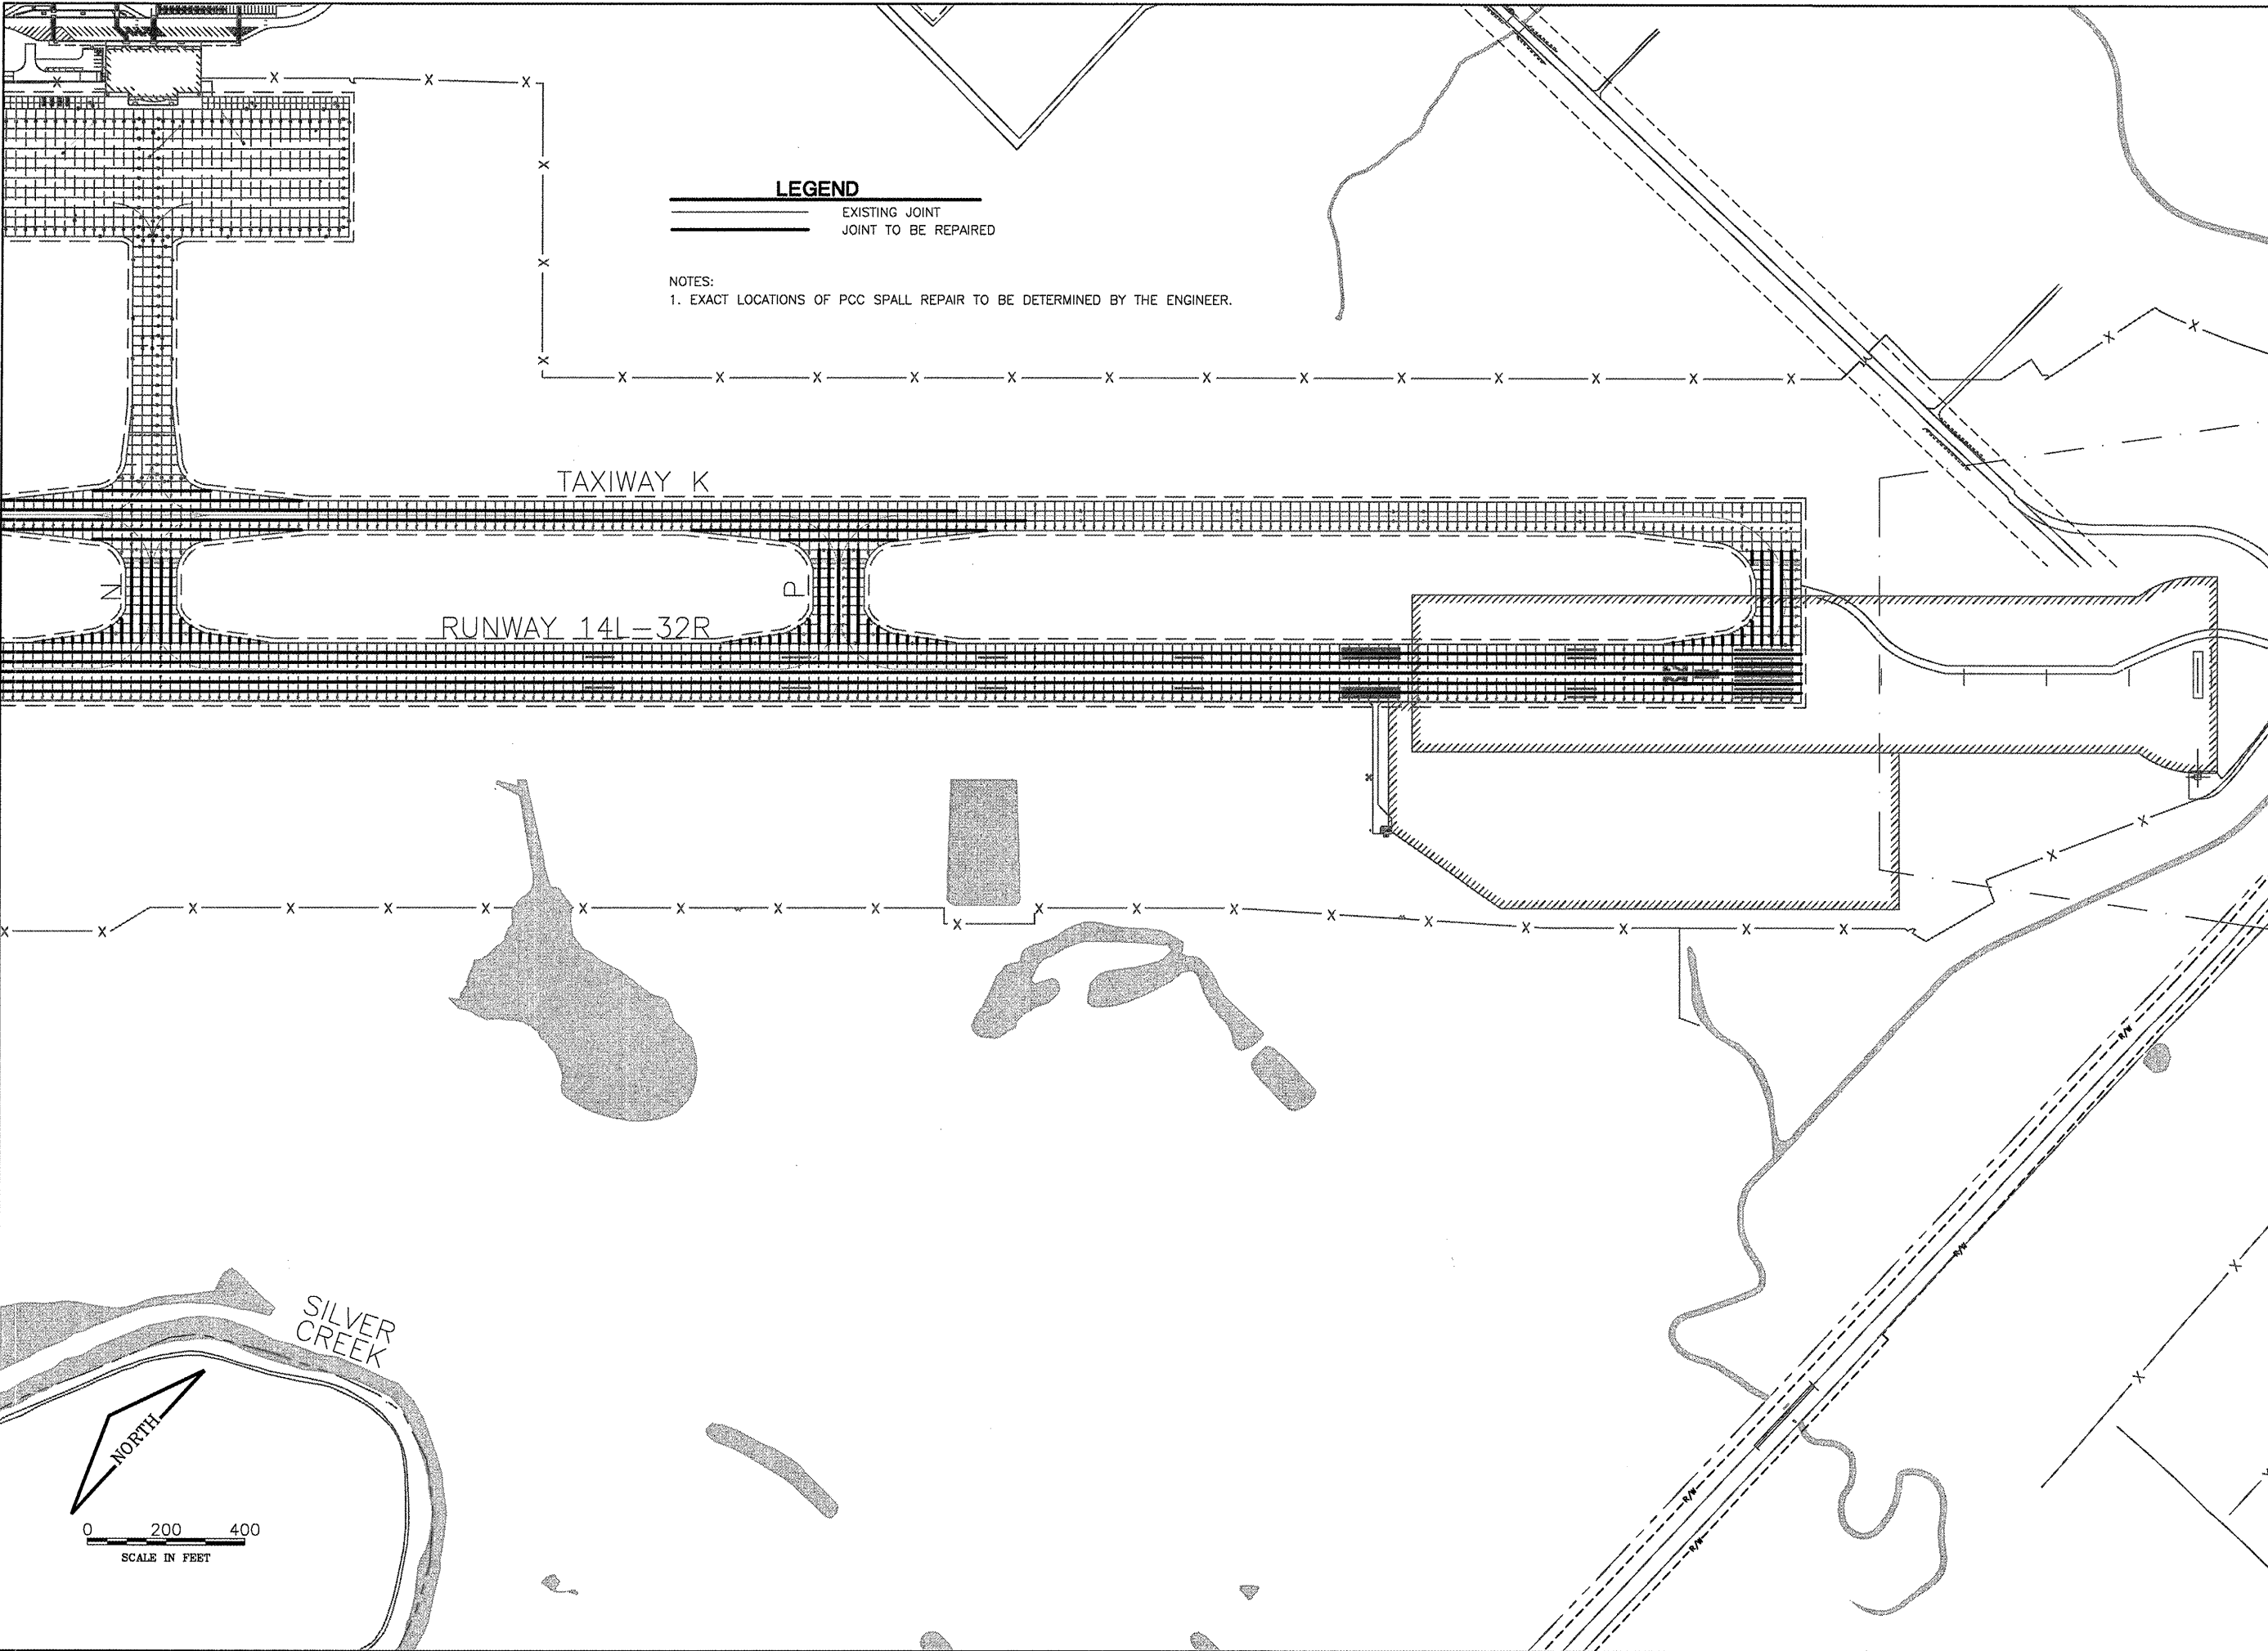 LEGEND
EXISTING JOINT
JOINT TO BE REPAIRED
NOTES:
1. EXACT LOCATIONS OF PCC SPALL REPAIR TO BE DETERMINED BY THE ENGINEER.
TAXIWAY K
N
P
RUNWAY 14L-32R
R/W
R/W
SILVER
CREEK
NORTH
R/W
R/W
0 200 400
SCALE IN FEET